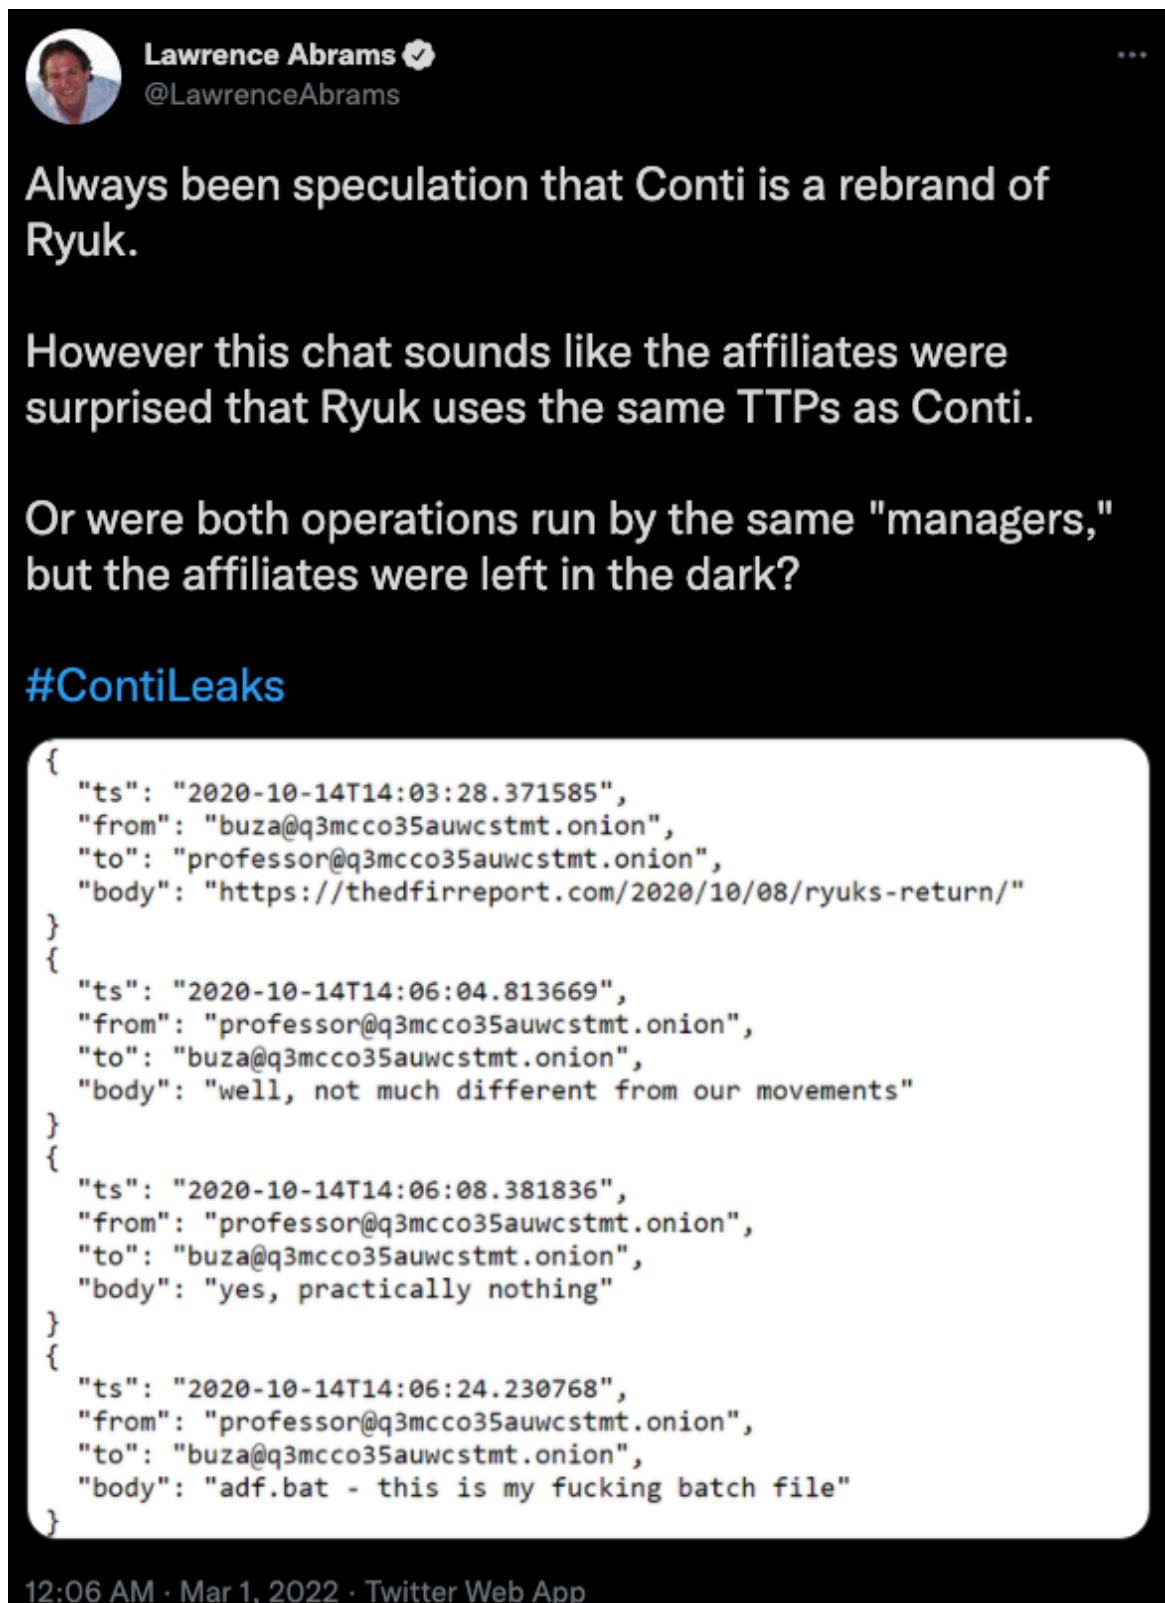 Lawrence Abrams
@LawrenceAbrams
Always been speculation that Conti is a rebrand of
Ryuk.
However this chat sounds like the affiliates were
surprised that Ryuk uses the same TTPs as Conti.
Or were both operations run by the same "managers,"
but the affiliates were left in the dark?
#ContiLeaks
{
"ts": "2020-10-14T14:03:28.371585",
"from": "buza@q3mcco35auwcstmt.onion",
"to": "professor@q3mcco35auwcstmt.onion",
"body": "https://thedfirreport.com/2020/10/08/ryuks-return/"
}
{
"ts": "2020-10-14T14:06:04.813669",
"from": "professor@q3mcco35auwcstmt.onion",
"to": "buza@q3mcco35auwcstmt.onion",
"body": "well, not much different from our movements"
}
{
"ts": "2020-10-14T14:06:08.381836",
"from": "professor@q3mcco35auwcstmt.onion",
"to": "buza@q3mcco35auwcstmt.onion",
"body": "yes, practically nothing"
}
{
"ts": "2020-10-14T14:06:24.230768",
"from": "professor@q3mcco35auwcstmt.onion",
"to": "buza@q3mcco35auwcstmt.onion",
"body": "adf.bat - this is my fucking batch file"
}
12:06 AM · Mar 1, 2022 · Twitter Web App